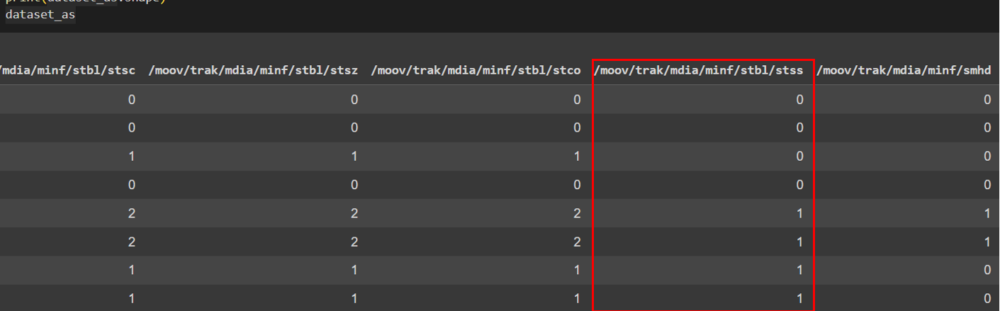 print(dataset_as.shape)
dataset_as
/mdia/minf/stbl/stsc /moov/trak/mdia/minf/stbl/stsz /moov/trak/mdia/minf/stbl/stco /moov/trak/mdia/minf/stbl/stss /moov/trak/mdia/minf/smhd
0 0 0 0 0
0 0 0 0 0
1 1 1 0 0
0 0 0 0 0
2 2 2 1 1
2 2 2 1 1
1 1 1 1 0
1 1 1 1 0